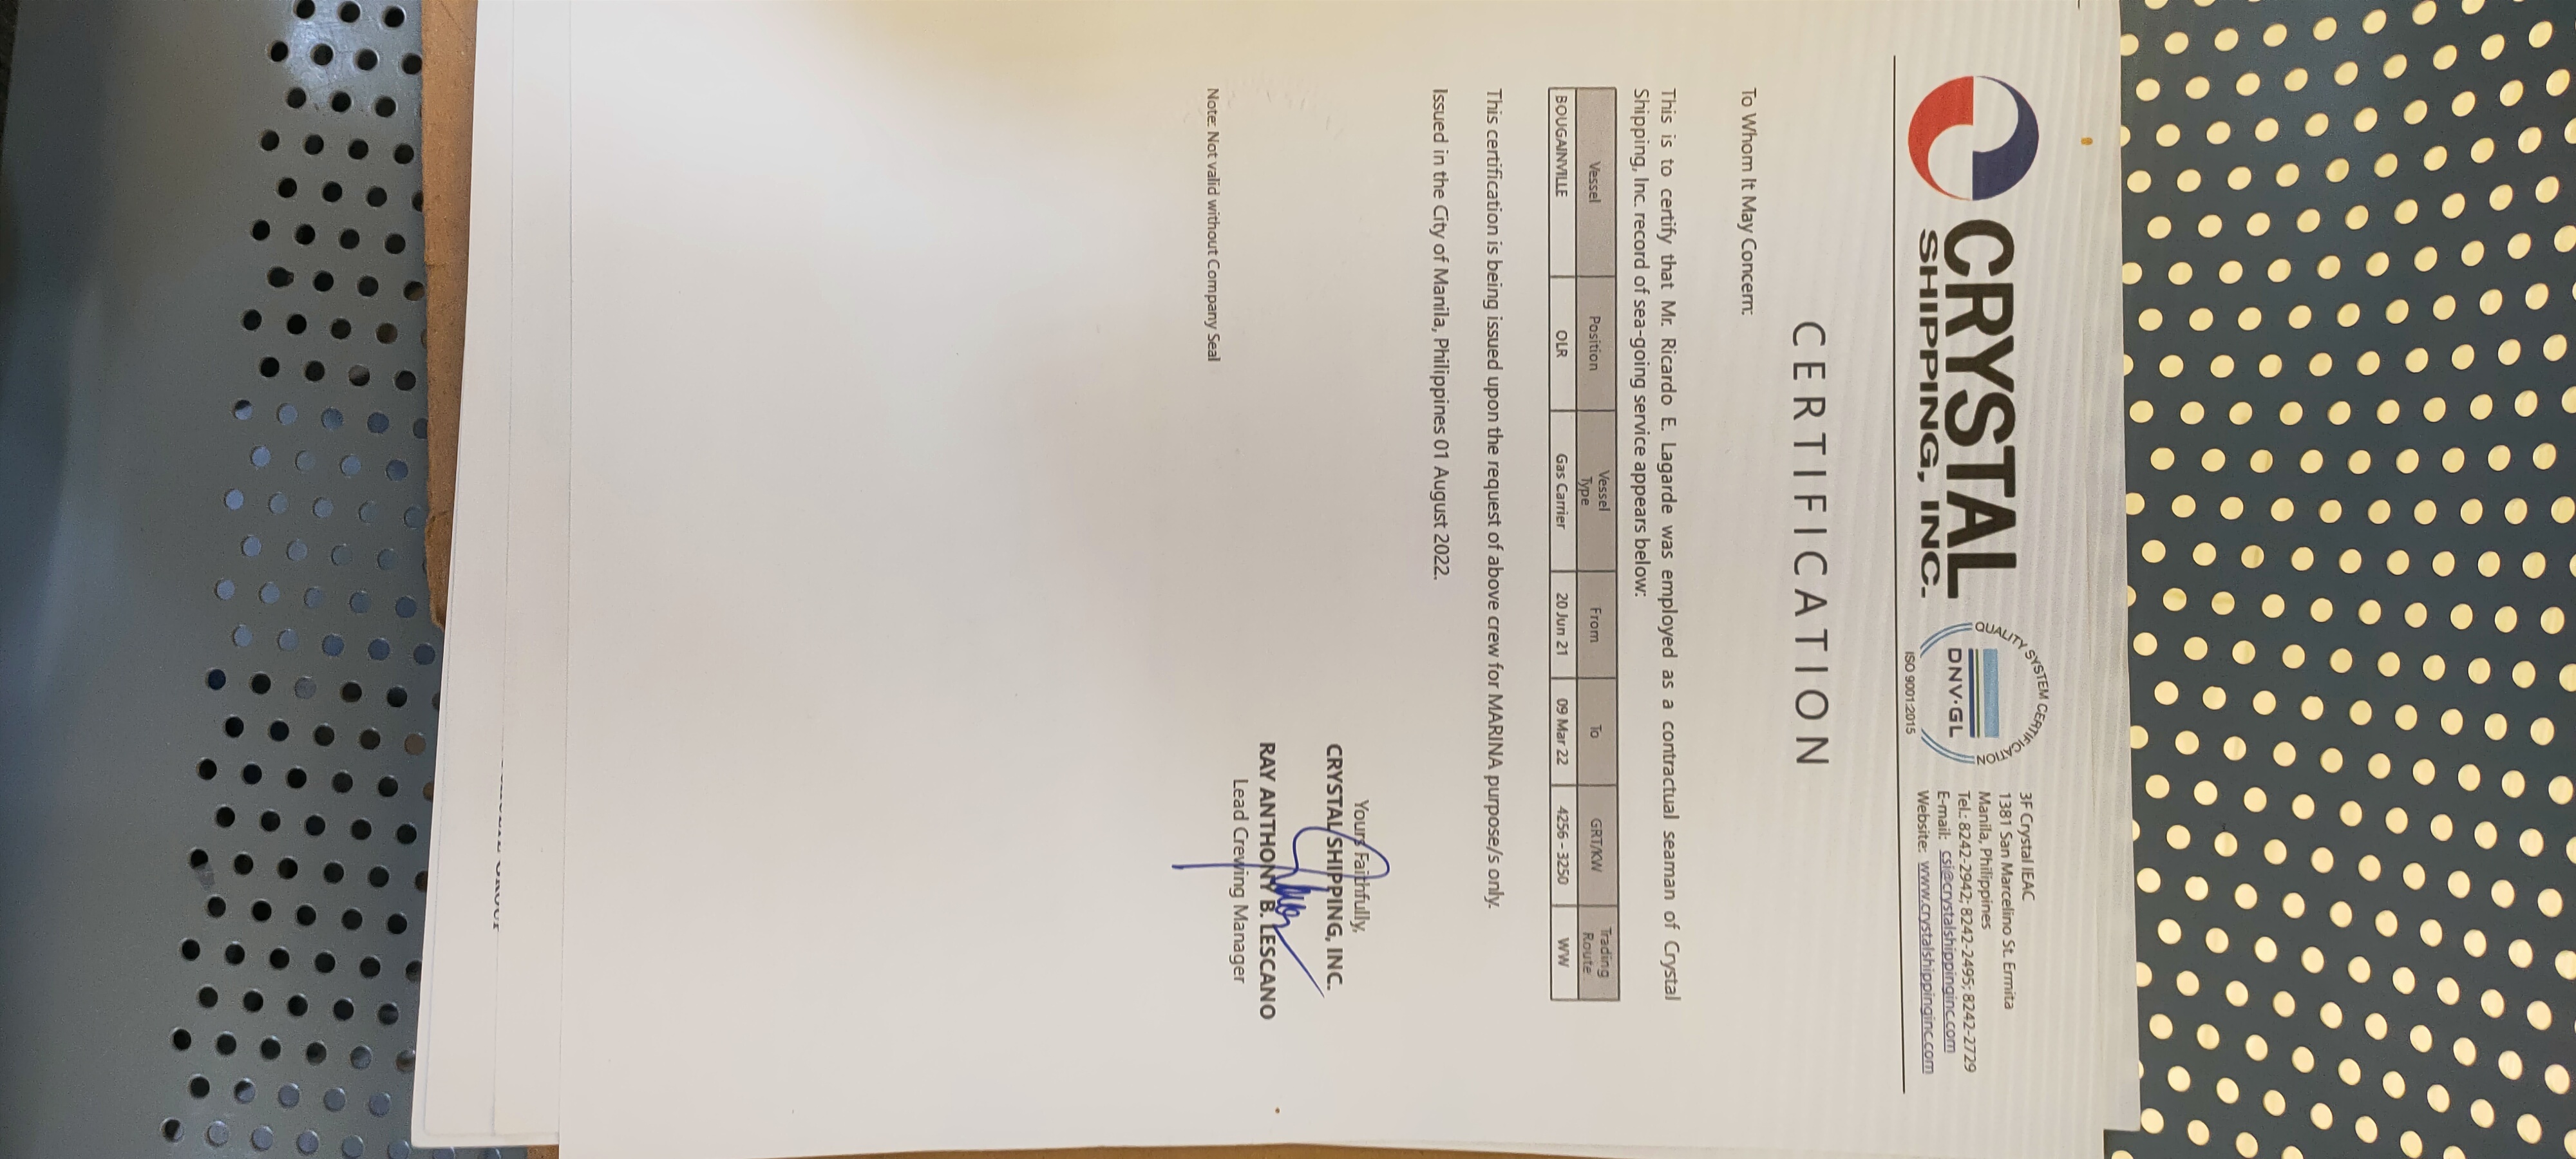 CRYSTAL
SHIPPING, INC.
QUALITY SYSTEM CERTIFICATION
DNV·GL
ISO 9001:2015
3F Crystal IEAC
1381 San Marcelino St. Ermita
Manila, Philippines
Tel.: 8242-2942; 8242-2495; 8242-2729
E-mail: csi@crystalshippinginc.com
Website: www.crystalshippinginc.com
CERTIFICATION
To Whom It May Concern:
This is to certify that Mr. Ricardo E. Lagarde was employed as a contractual seaman of Crystal
Shipping, Inc. record of sea-going service appears below:
Vessel Position Vessel Type From To GRT/KW Trading Route
BOUGAINVILLE OLR Gas Carrier 20 Jun 21 09 Mar 22 4256 - 3250 WW
This certification is being issued upon the request of above crew for MARINA purpose/s only.
Issued in the City of Manila, Philippines 01 August 2022.
Yours Faithfully,
CRYSTAL SHIPPING, INC.
RAY ANTHONY B. LESCANO
Lead Crewing Manager
Note: Not valid without Company Seal